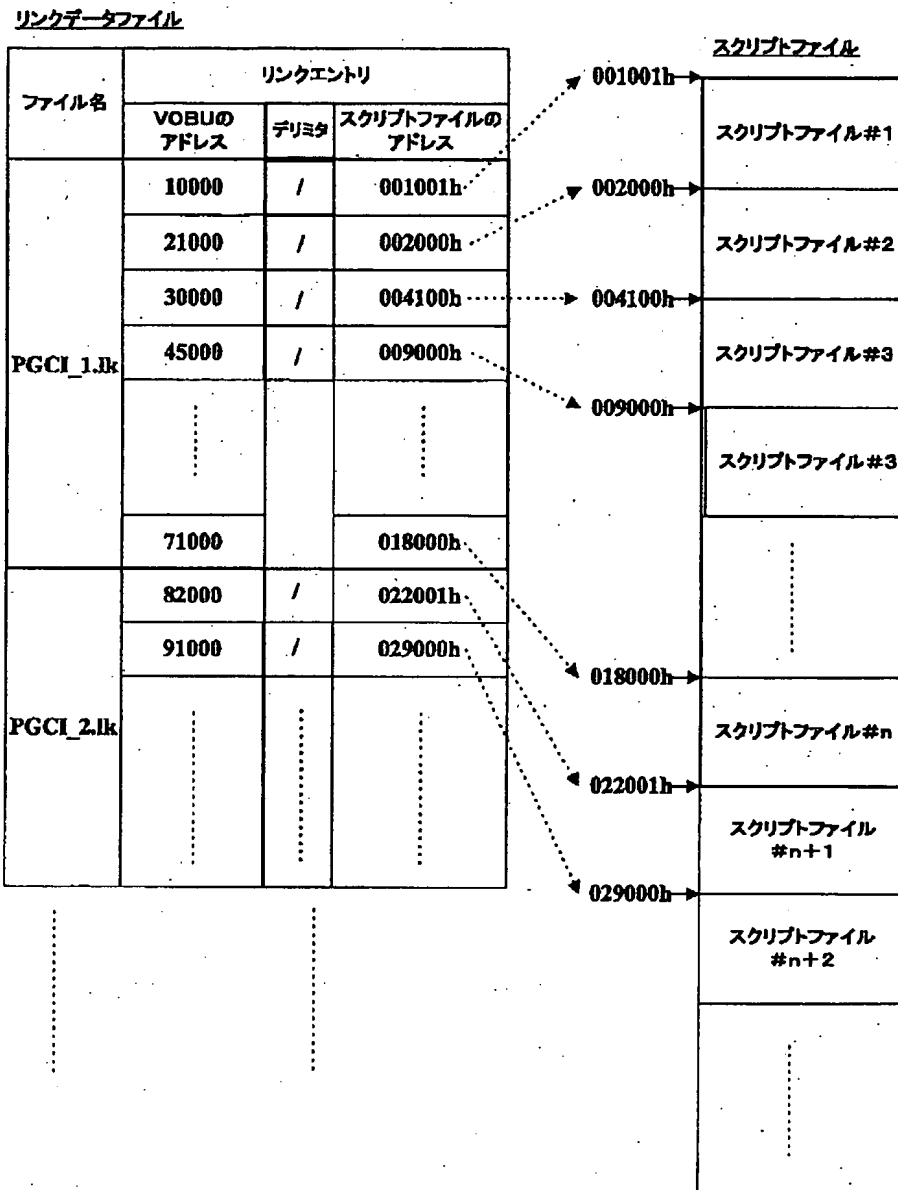 リンクデータファイル
ファイル名
リンクエントリ
VOBUの
アドレス
デリミタ
スクリプトファイルの
アドレス
PGCI_1.lk
10000 / 001001h
21000 / 002000h
30000 / 004100h
45000 / 009000h
71000 018000h
PGCI_2.lk
82000 / 022001h
91000 / 029000h
スクリプトファイル
001001h
スクリプトファイル#1
002000h
スクリプトファイル#2
004100h
スクリプトファイル#3
009000h
スクリプトファイル#3
018000h
スクリプトファイル#n
022001h
スクリプトファイル
#n+1
029000h
スクリプトファイル
#n+2